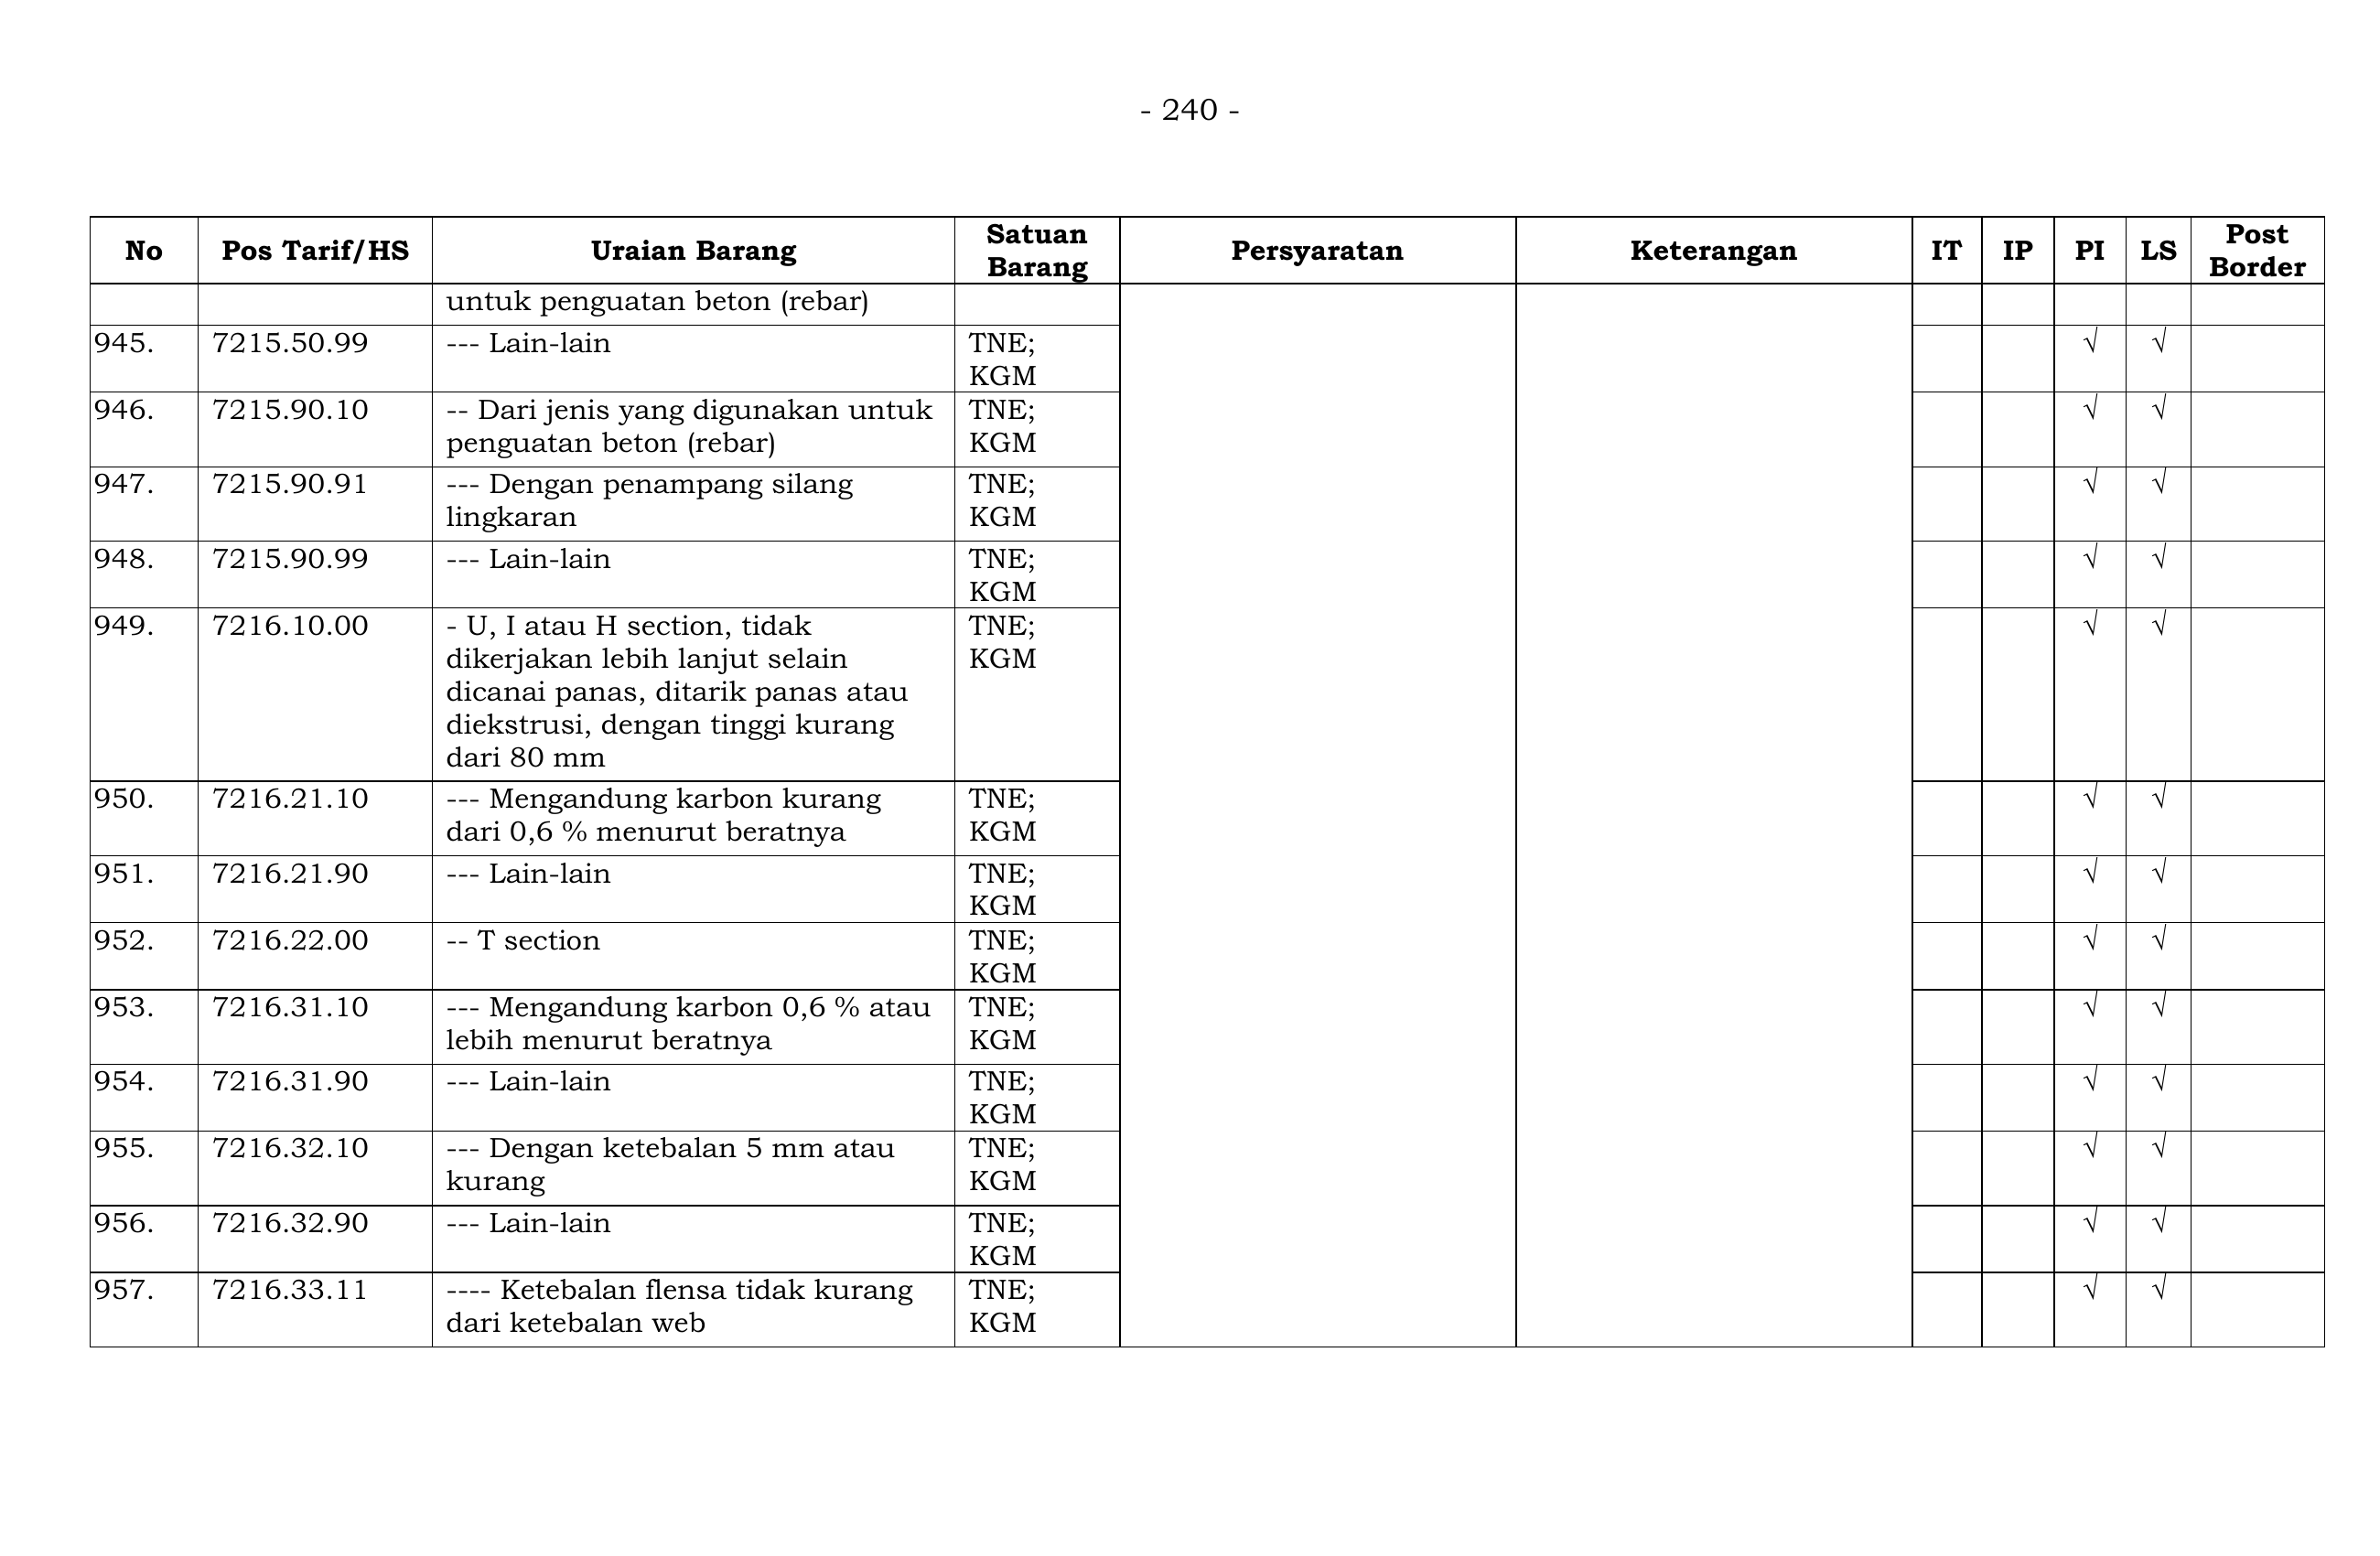 - 240 -
No Pos Tarif/HS Uraian Barang Satuan Barang Persyaratan Keterangan IT IP PI LS Post Border
untuk penguatan beton (rebar)
945. 7215.50.99 --- Lain-lain TNE; √ √
KGM
946. 7215.90.10 -- Dari jenis yang digunakan untuk TNE; √ √
penguatan beton (rebar) KGM
947. 7215.90.91 --- Dengan penampang silang TNE; √ √
lingkaran KGM
948. 7215.90.99 --- Lain-lain TNE; √ √
KGM
949. 7216.10.00 - U, I atau H section, tidak TNE; √ √
dikerjakan lebih lanjut selain KGM
dicanai panas, ditarik panas atau
diekstrusi, dengan tinggi kurang
dari 80 mm
950. 7216.21.10 --- Mengandung karbon kurang TNE; √ √
dari 0,6 % menurut beratnya KGM
951. 7216.21.90 --- Lain-lain TNE; √ √
KGM
952. 7216.22.00 -- T section TNE; √ √
KGM
953. 7216.31.10 --- Mengandung karbon 0,6 % atau TNE; √ √
lebih menurut beratnya KGM
954. 7216.31.90 --- Lain-lain TNE; √ √
KGM
955. 7216.32.10 --- Dengan ketebalan 5 mm atau TNE; √ √
kurang KGM
956. 7216.32.90 --- Lain-lain TNE; √ √
KGM
957. 7216.33.11 ---- Ketebalan flensa tidak kurang TNE; √ √
dari ketebalan web KGM